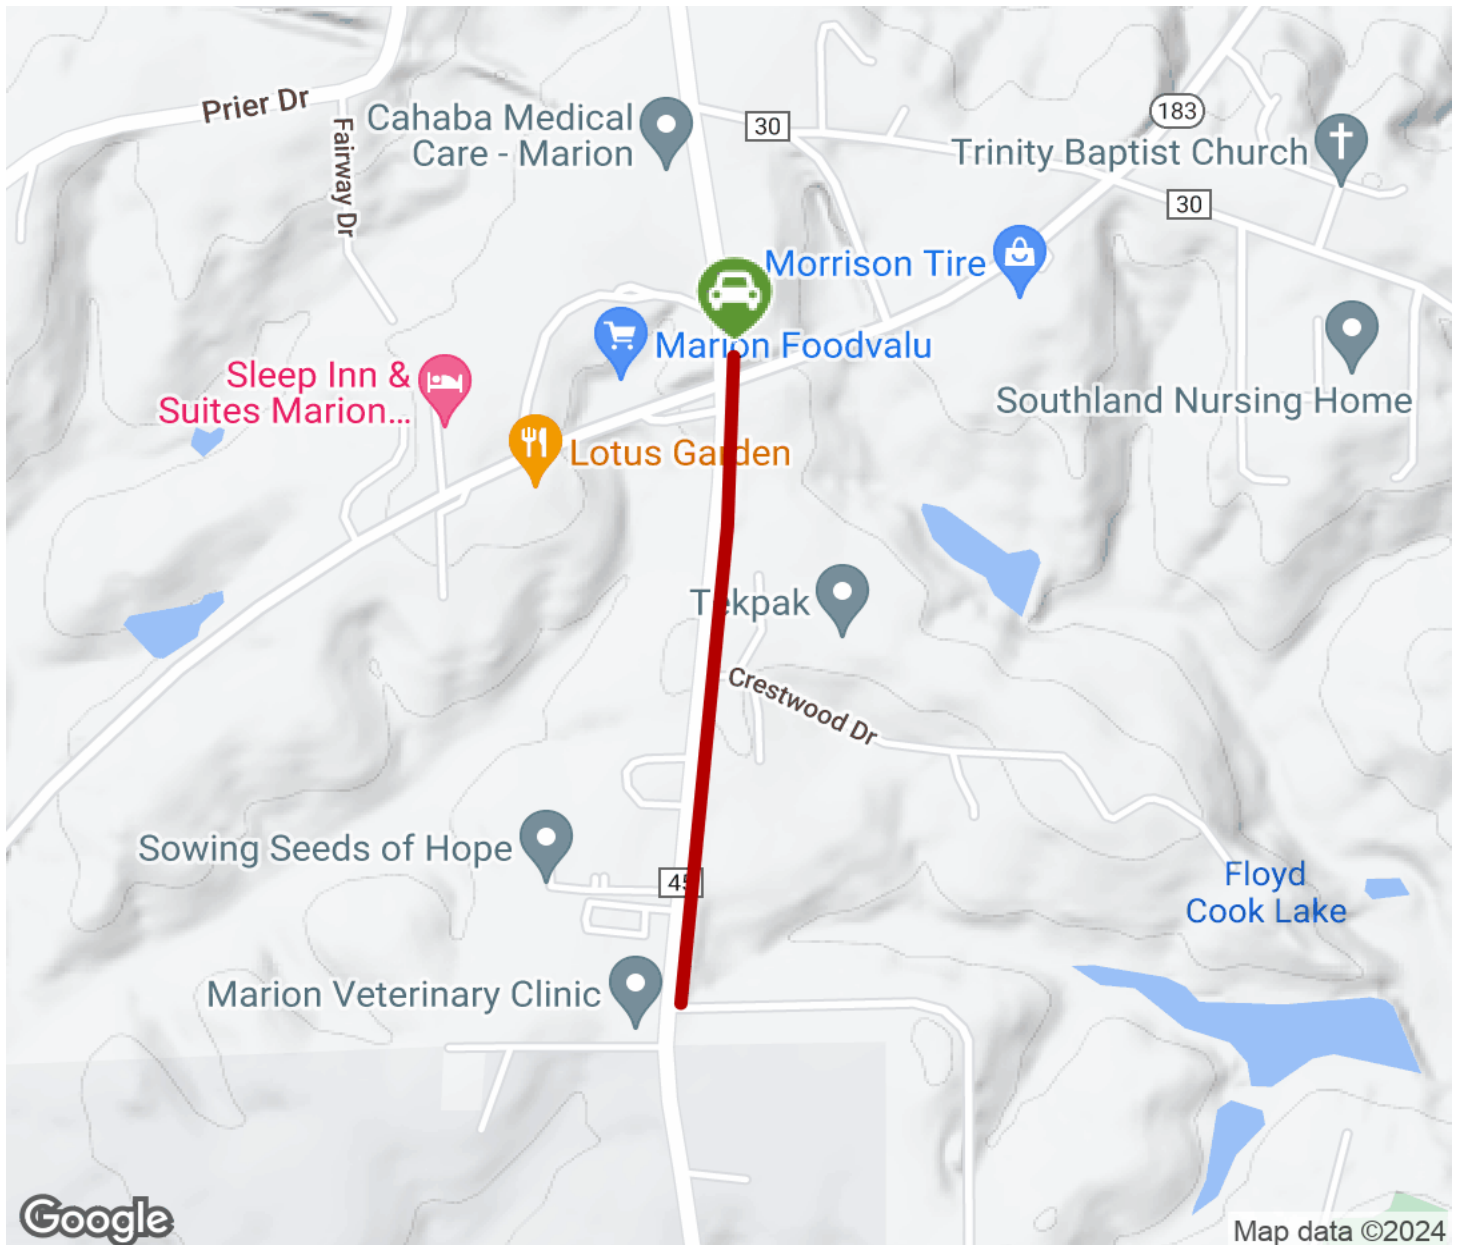 Prier Dr
Fairway Dr
Cahaba Medical
Care - Marion
30
183
Trinity Baptist Church
30
Morrison Tire
Marion Foodvalu
Sleep Inn &
Suites Marion...
Southland Nursing Home
Lotus Garden
Tekpak
Crestwood Dr
Sowing Seeds of Hope
45
Floyd
Cook Lake
Marion Veterinary Clinic
Google
Map data ©2024